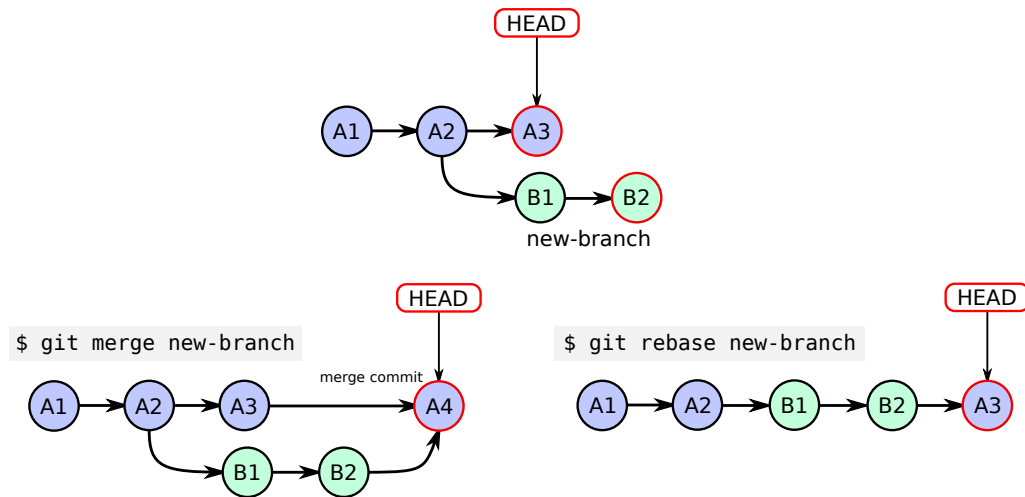 HEAD
A1 A2 A3
B1 B2
new-branch
HEAD
$ git merge new-branch
merge commit
A1 A2 A3 A4
B1 B2
HEAD
$ git rebase new-branch
A1 A2 B1 B2 A3